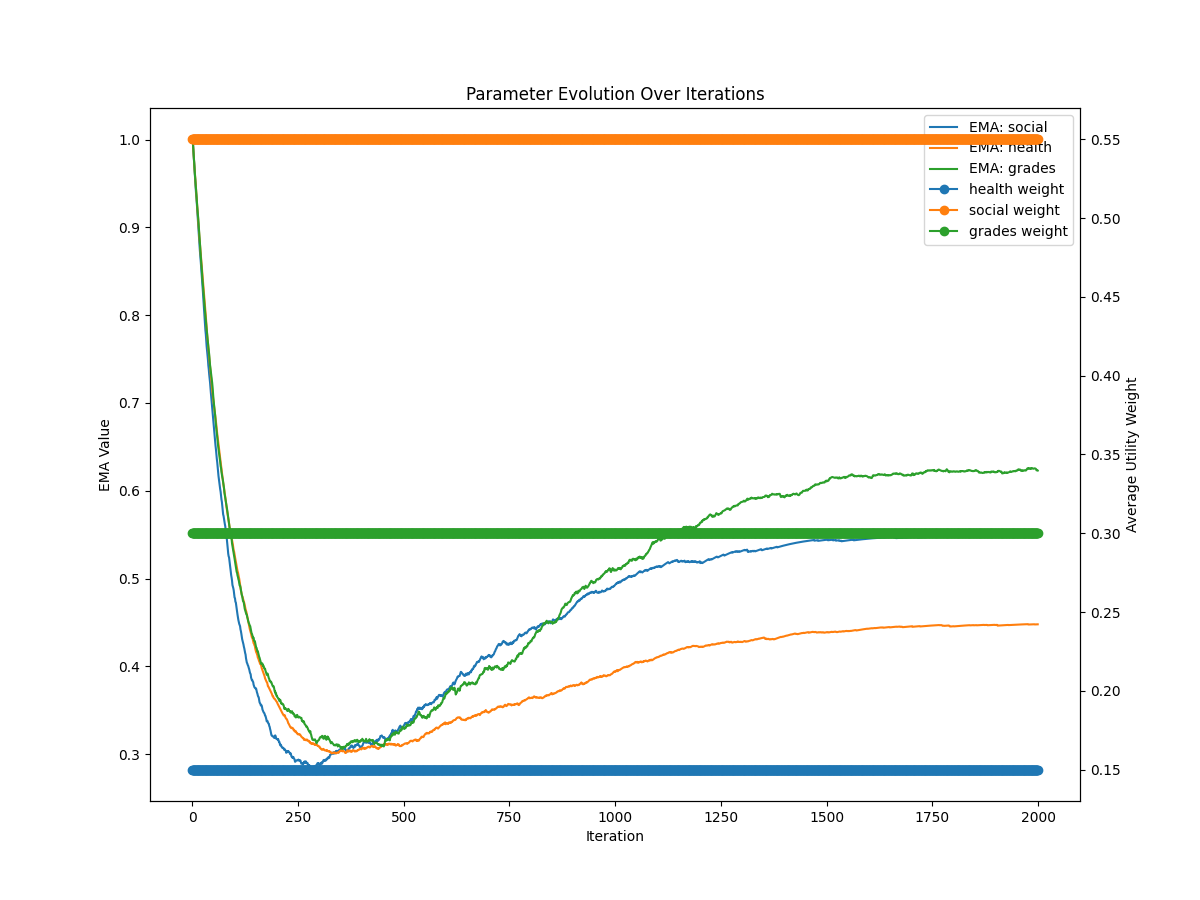 Parameter Evolution Over Iterations
EMA: social
EMA: health
EMA: grades
health weight
social weight
grades weight
1.0
0.9
0.8
0.7
0.6
0.5
0.4
0.3
EMA Value
0.55
0.50
0.45
0.40
0.35
0.30
0.25
0.20
0.15
Average Utility Weight
0
250
500
750
1000
1250
1500
1750
2000
Iteration